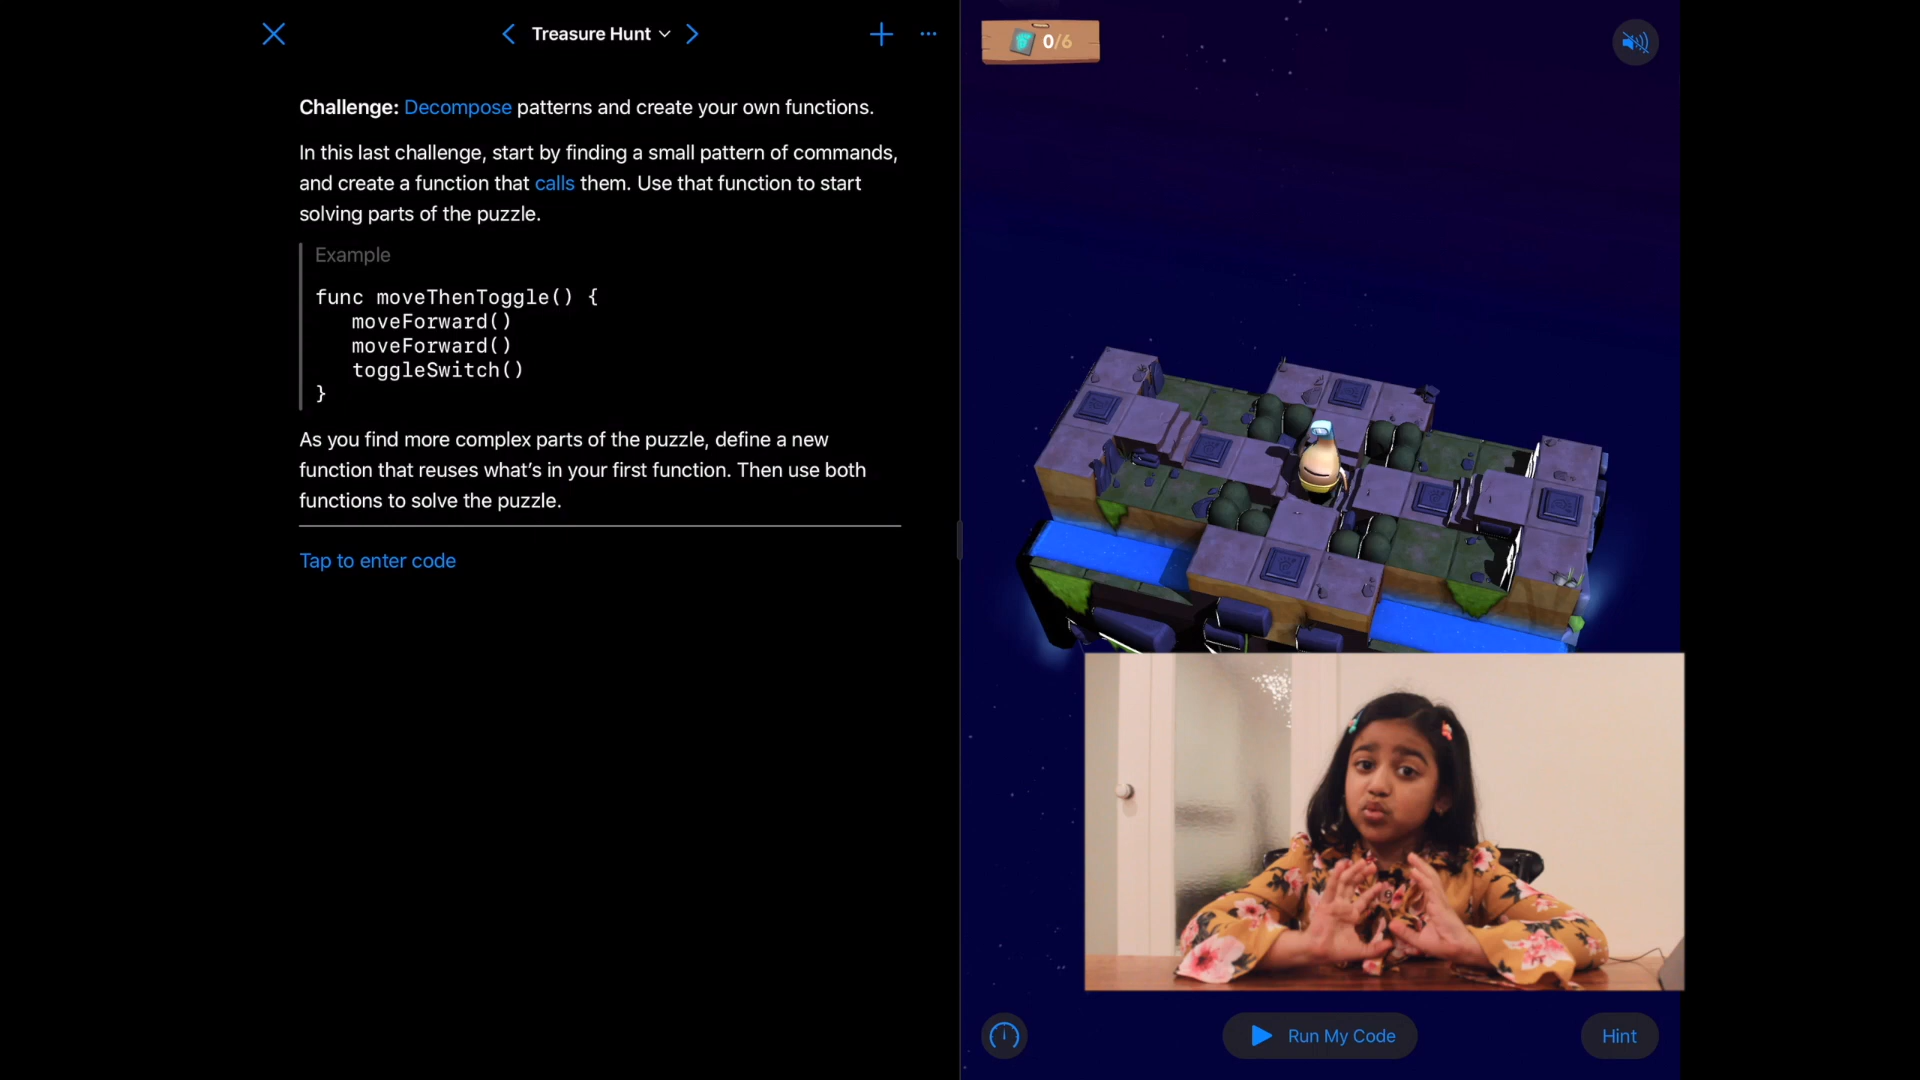 Treasure Hunt
Challenge: Decompose patterns and create your own functions.
In this last challenge, start by finding a small pattern of commands,
and create a function that calls them. Use that function to start
solving parts of the puzzle.
Example
func moveThenToggle() {
moveForward()
moveForward()
toggleSwitch()
}
As you find more complex parts of the puzzle, define a new
function that reuses what's in your first function. Then use both
functions to solve the puzzle.
Tap to enter code
0/6
Run My Code
Hint